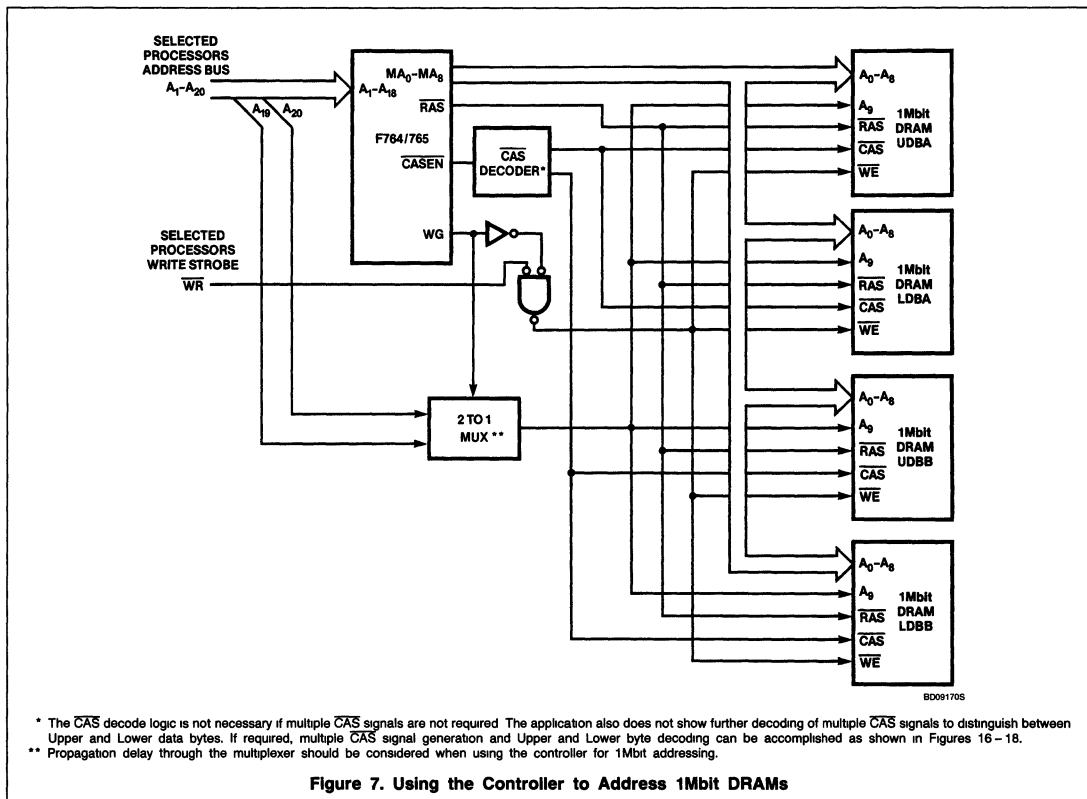 SELECTED
PROCESSORS
ADDRESS BUS
A1–A20
A19
A20
MA0–MA8
A1–A18
RAS
F764/765
CASEN
WG
CAS
DECODER*
SELECTED
PROCESSORS
WRITE STROBE
WR
2 TO 1
MUX **
A0–A8
A9
RAS
CAS
WE
1Mbit
DRAM
UDBA
A0–A8
A9
RAS
CAS
WE
1Mbit
DRAM
LDBA
A0–A8
A9
RAS
CAS
WE
1Mbit
DRAM
UDBB
A0–A8
A9
RAS
CAS
WE
1Mbit
DRAM
LDBB
BD09170S
* The CAS decode logic is not necessary if multiple CAS signals are not required The application also does not show further decoding of multiple CAS signals to distinguish between
Upper and Lower data bytes. If required, multiple CAS signal generation and Upper and Lower byte decoding can be accomplished as shown in Figures 16 – 18.
** Propagation delay through the multiplexer should be considered when using the controller for 1Mbit addressing.
Figure 7. Using the Controller to Address 1Mbit DRAMs